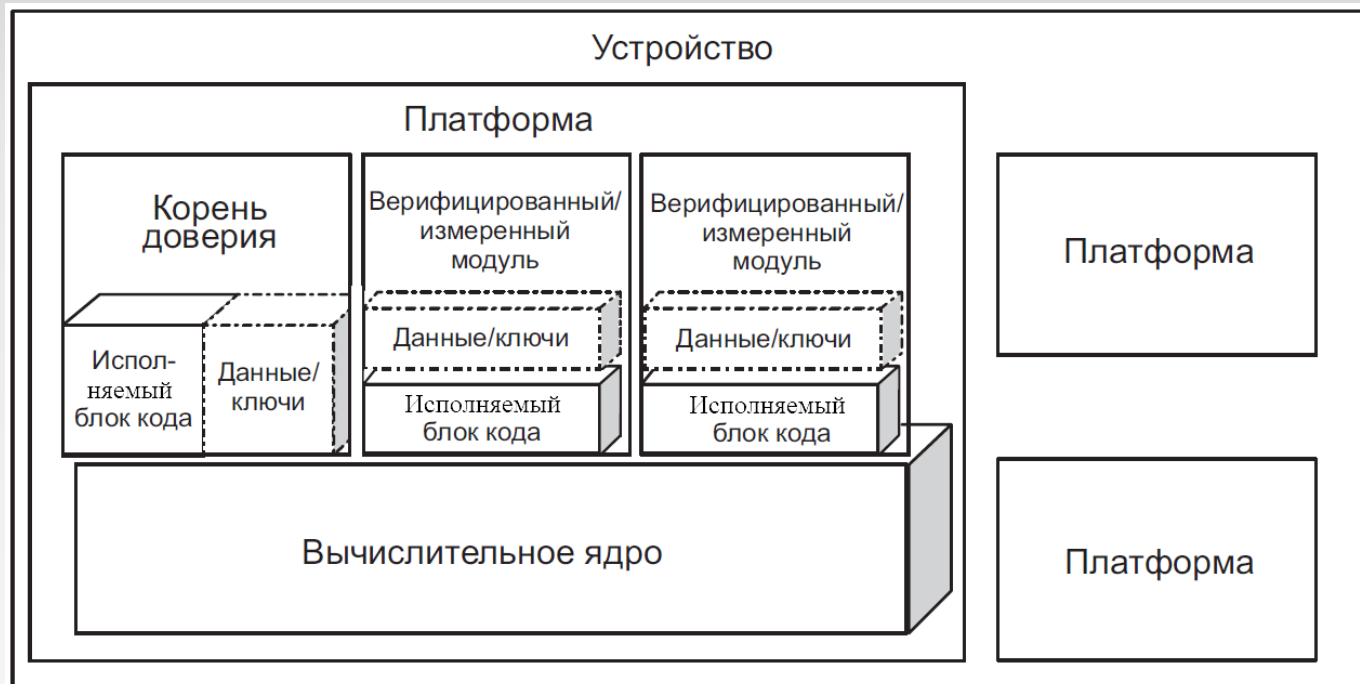 Устройство
Платформа
Корень
доверия
Испол-
няемый
блок кода
Данные/
ключи
Верифицированный/
измеренный
модуль
Данные/ключи
Исполняемый
блок кода
Верифицированный/
измеренный
модуль
Данные/ключи
Исполняемый
блок кода
Вычислительное ядро
Платформа
Платформа